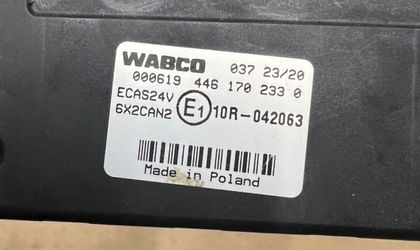 WABCO 037 23/20
000619 446 170 233 0
ECAS24V
6X2CAN2 E1 10R-042063
Made in Poland